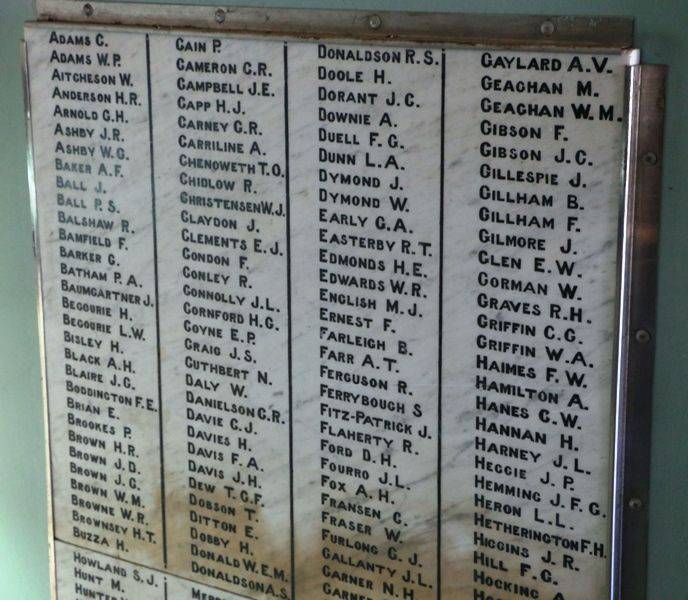 ADAMS C.
ADAMS W.P.
AITCHESON W.
ANDERSON H.R.
ARNOLD G.H.
ASHBY J.R.
ASHBY W.G.
BAKER A.F.
BALL J.
BALL P.S.
BALSHAW R.
BAMFIELD F.
BARKER G.
BATHAM P.A.
BAUMGARTNER J.
BEGOURIE H.
BEGOURIE L.W.
BISLEY H.
BLACK A.H.
BLAIRE J.G.
BODDINGTON F.E.
BRIAN E.
BROOKES P.
BROWN H.R.
BROWN J.D.
BROWN J.G.
BROWN W.M.
BROWNE W.R.
BROWNSEY H.T.
BUZZA H.
CAIN P.
CAMERON C.R.
CAMPBELL J.E.
CAPP H.J.
CARNEY G.R.
CARRILINE A.
CHENOWETH T.O.
CHIDLOW R.
CHRISTENSEN W.J.
CLAYDON J.
CLEMENTS E.J.
CONDON F.
CONLEY R.
CONNOLLY J.L.
CORNFORD H.G.
COYNE E.P.
CRAIG J.S.
CUTHBERT N.
DALY W.
DANIELSON C.R.
DAVIE C.J.
DAVIES H.
DAVIS F.A.
DAVIS J.H.
DEW T.G.F.
DOBSON T.
DITTON E.
DOBBY H.
DONALD W.E.M.
DONALDSON A.S.
DONALDSON R.S.
DOOLE H.
DORANT J.C.
DOWNIE A.
DUELL F.G.
DUNN L.A.
DYMOND J.
DYMOND W.
EARLY G.A.
EASTERBY R.T.
EDMONDS H.E.
EDWARDS W.R.
ENGLISH M.J.
ERNEST F.
FARLEIGH B.
FARR A.T.
FERGUSON R.
FERRYBOUGH S
FITZ-PATRICK J.
FLAHERTY R.
FORD D.H.
FOURRO J.L.
FOX A.H.
FRANSEN C.
FRASER W.
FURLONG C.J.
GALLANTY J.L.
GARNER N.H
GAYLARD A.V.
GEAGHAN M.
GEAGHAN W.M.
GIBSON F.
GIBSON J.C.
GILLESPIE J.
GILLHAM B.
GILLHAM F.
GILMORE J.
GLEN E.W.
GORMAN W.
GRAVES R.H.
GRIFFIN C.G.
GRIFFIN W.A.
HAIMES F.W.
HAMILTON A.
HANES C.W.
HANNAN H.
HARNEY J.L.
HEGGIE J.P.
HEMMING J.F.G.
HERON L.L.
HETHERINGTON F.H.
HIGGINS J.R.
HILL F.G.
HOCKING A
HOWLAND S.J.
HUNT M.